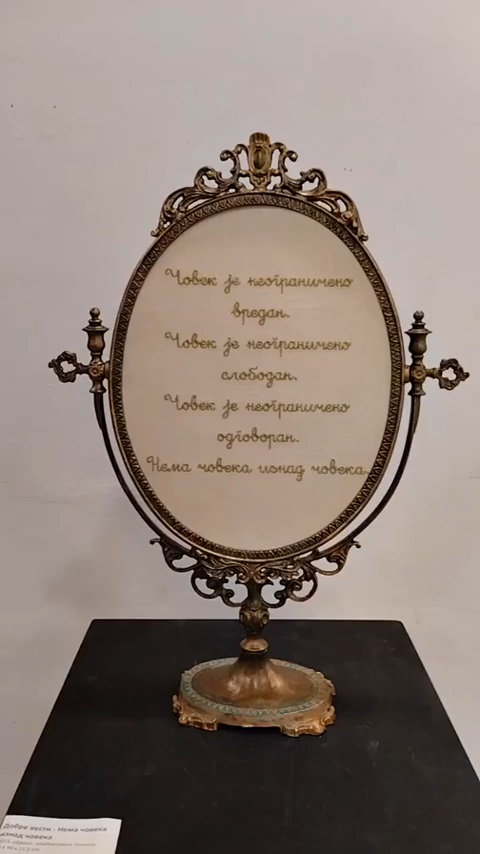 Човек је неограничено
вредан.
Човек је неограничено
слободан.
Човек је неограничено
одговоран.
Нема човека изнад човека.
Добре вести - Нема човека
изнад човека